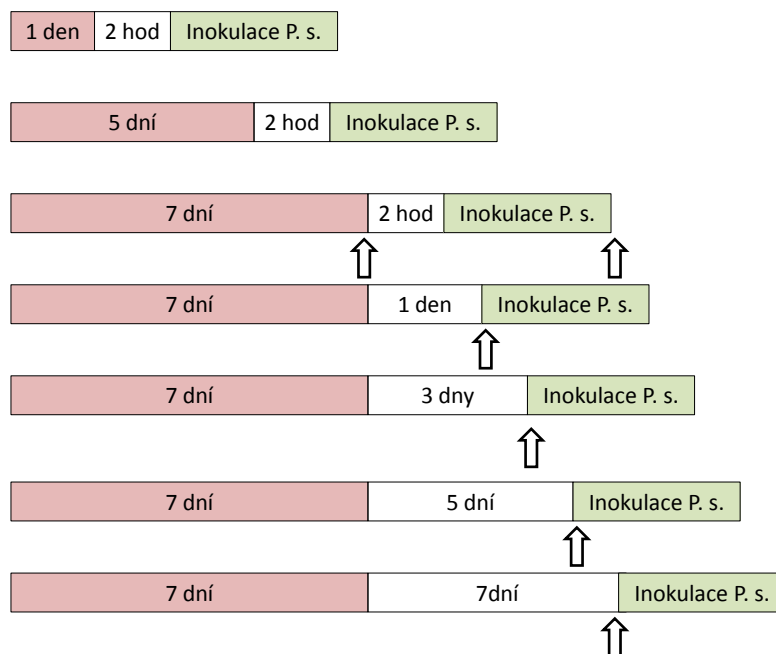 1 den 2 hod Inokulace P. s.
5 dní 2 hod Inokulace P. s.
7 dní 2 hod Inokulace P. s.
7 dní 1 den Inokulace P. s.
7 dní 3 dny Inokulace P. s.
7 dní 5 dní Inokulace P. s.
7 dní 7dní Inokulace P. s.